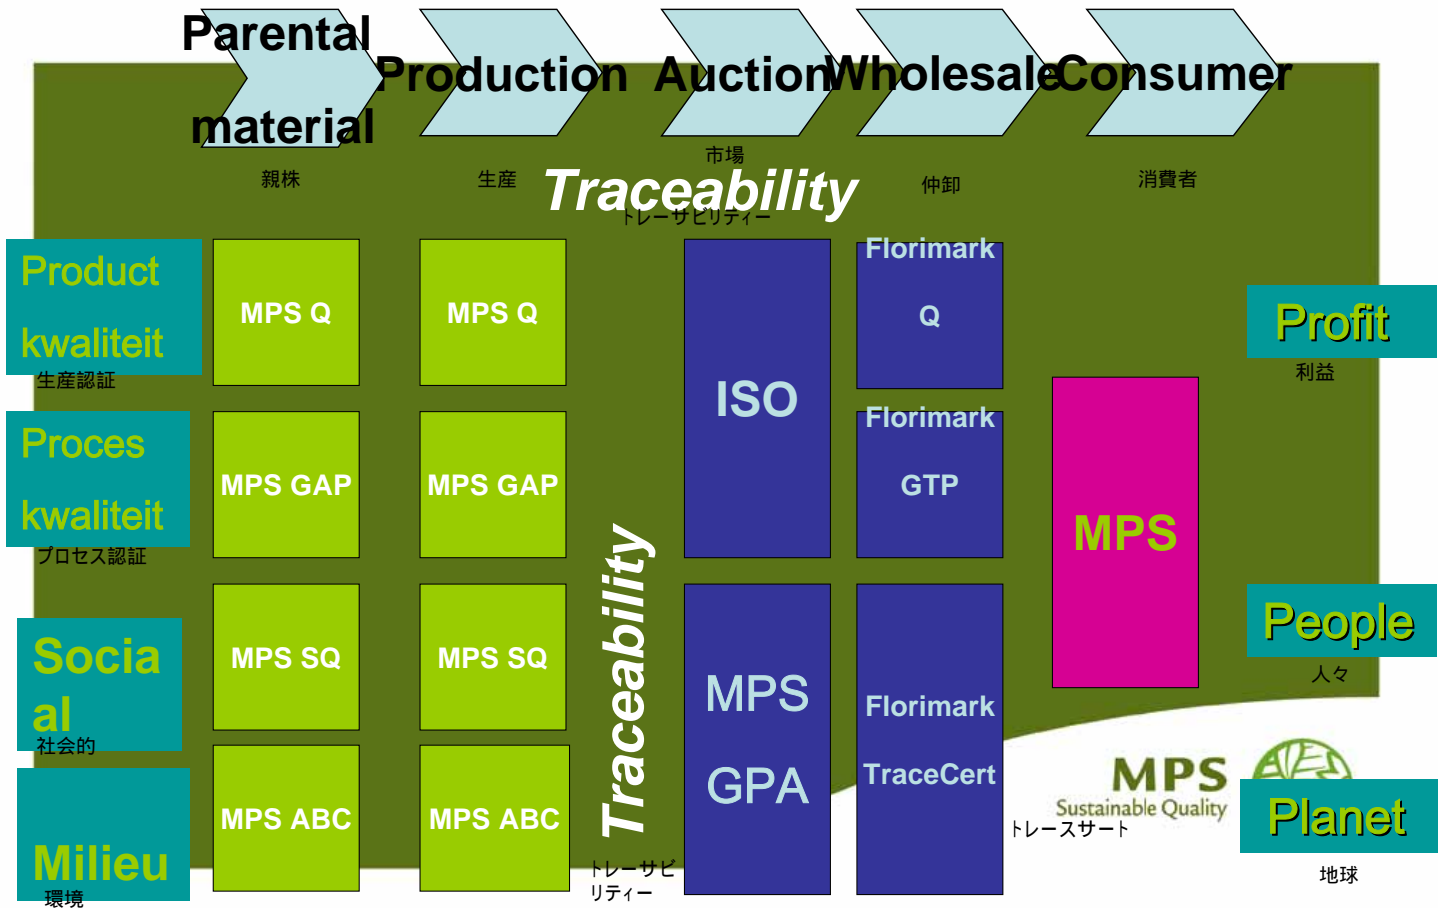 Parental
material
Production
Auction
Wholesale
Consumer
親株
生産
市場
仲卸
消費者
Traceability
トレーサビリティー
Product
kwaliteit
生産認証
MPS Q
MPS Q
ISO
Florimark
Q
Profit
利益
Proces
kwaliteit
プロセス認証
MPS GAP
MPS GAP
Florimark
GTP
MPS
Traceability
トレーサビ
リティー
Socia
al
社会的
MPS SQ
MPS SQ
MPS
GPA
Florimark
TraceCert
トレースサート
People
人々
Milieu
環境
MPS ABC
MPS ABC
MPS
Sustainable Quality
Planet
地球